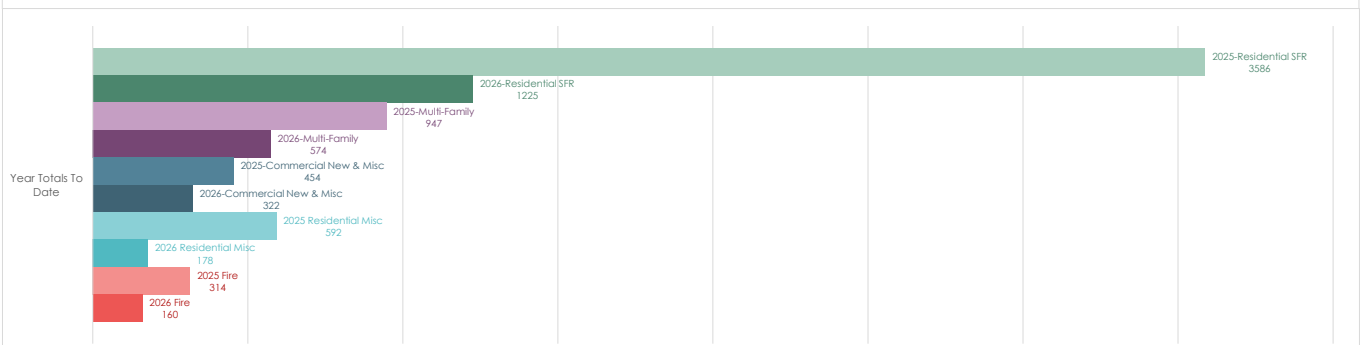 2025-Residential SFR
3586
2026-Residential SFR
1225
2025-Multi-Family
947
2026-Multi-Family
574
2025-Commercial New & Misc
454
Year Totals To
Date
2026-Commercial New & Misc
322
2025 Residential Misc
592
2026 Residential Misc
178
2025 Fire
314
2026 Fire
160